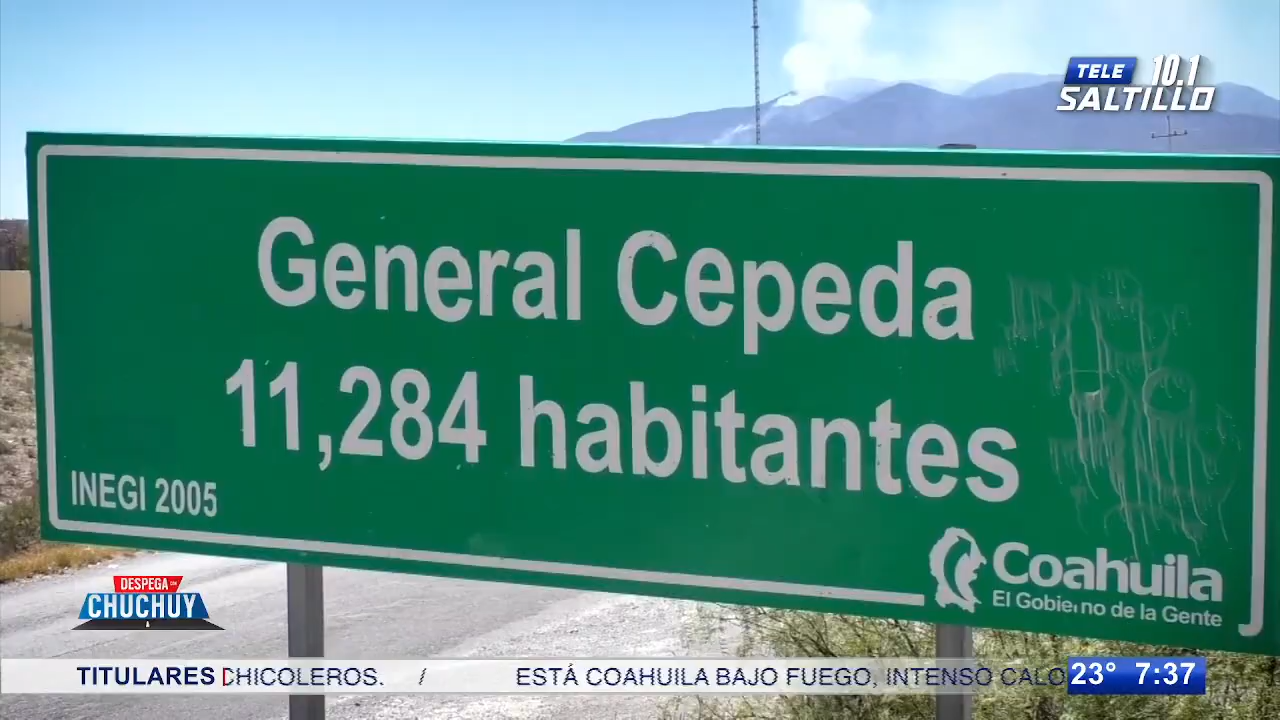 TELE 10.1
SALTILLO
General Cepeda
11,284 habitantes
INEGI 2005
Coahuila
El Gobierno de la Gente
DESPEGA CON
CHUCHUY
TITULARES CHICOLEROS. / ESTÁ COAHUILA BAJO FUEGO, INTENSO CALO
23° 7:37